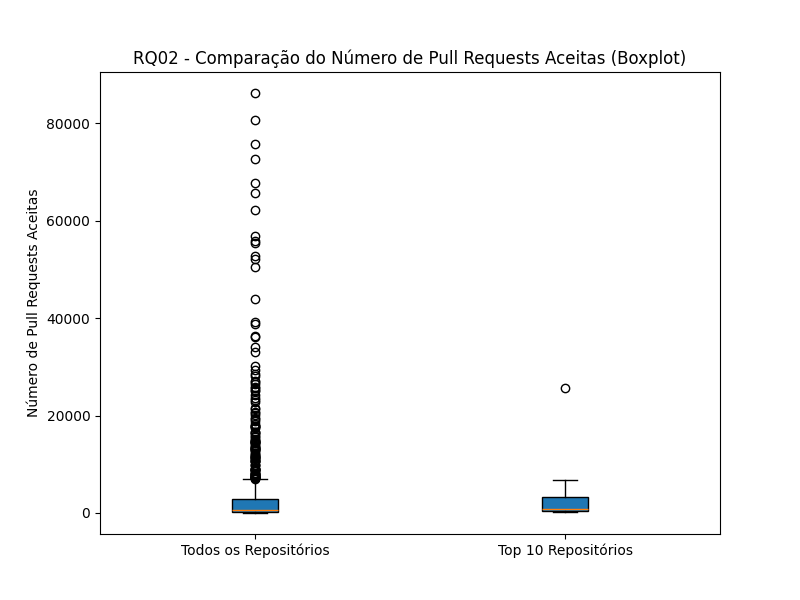 RQ02 - Comparação do Número de Pull Requests Aceitas (Boxplot)
Número de Pull Requests Aceitas
80000
60000
40000
20000
0
Todos os Repositórios
Top 10 Repositórios